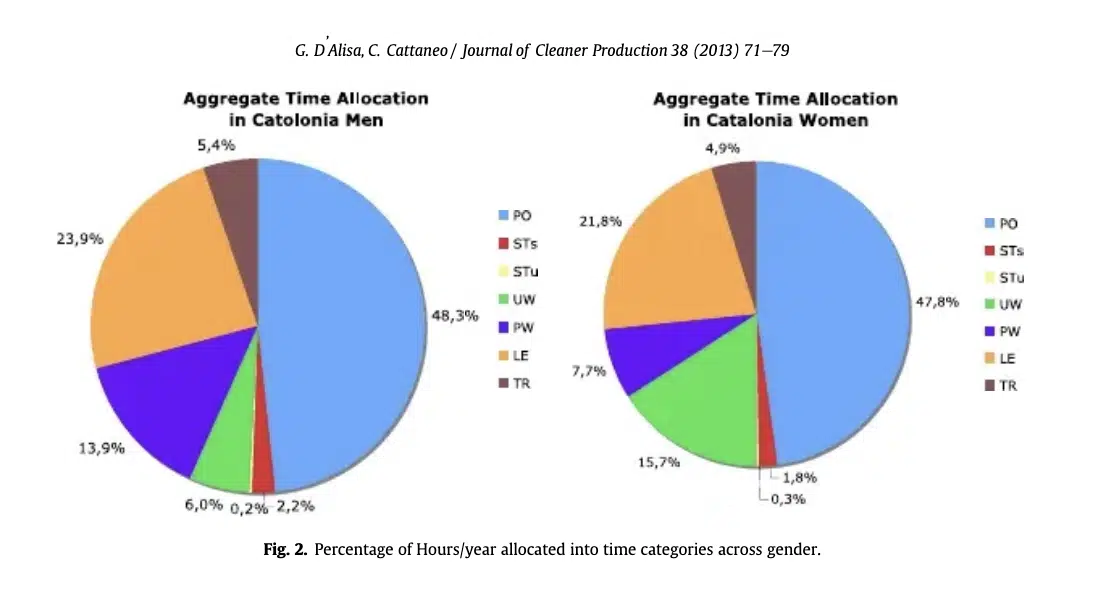 G. D'Alisa, C. Cattaneo / Journal of Cleaner Production 38 (2013) 71–79
Aggregate Time Allocation
in Catolonia Men
5,4%
23,9%
48,3%
13,9%
6,0%
0,2%
2,2%
PO
STs
STu
UW
PW
LE
TR
Aggregate Time Allocation
in Catalonia Women
4,9%
21,8%
47,8%
7,7%
15,7%
1,8%
0,3%
PO
STs
STu
UW
PW
LE
TR
Fig. 2. Percentage of Hours/year allocated into time categories across gender.